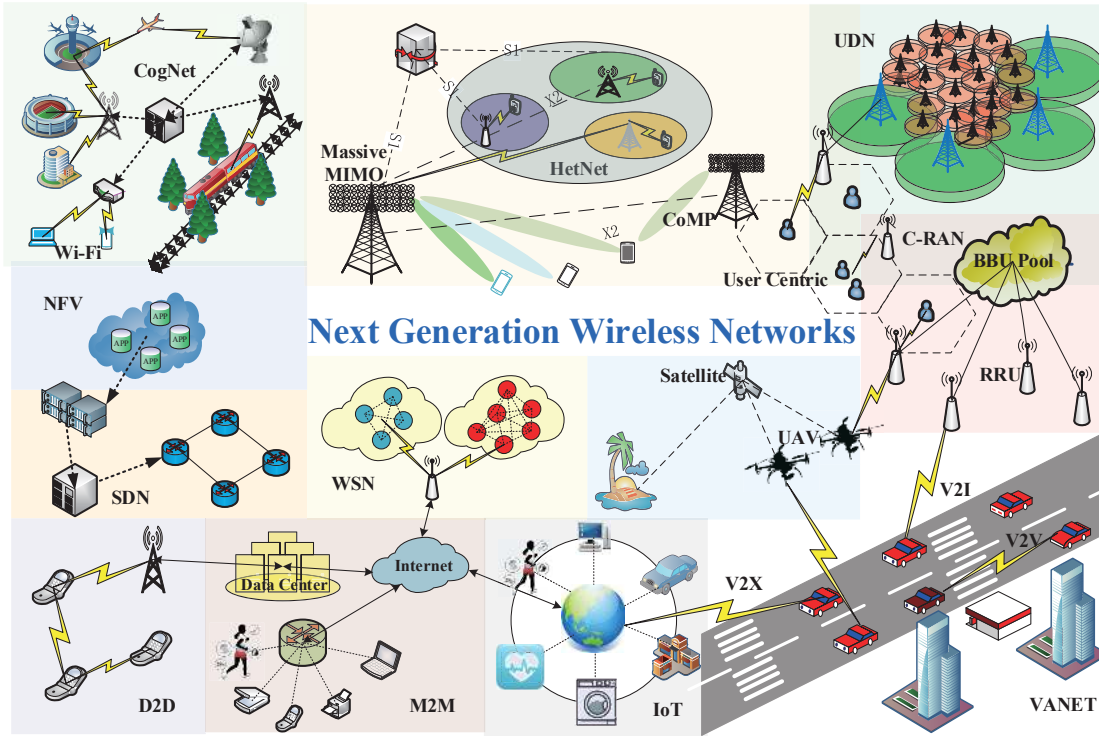 CogNet
Wi-Fi
S1
S1
S1
X2
HetNet
Massive
MIMO
CoMP
X2
UDN
C-RAN
User Centric
BBU Pool
RRU
NFV
APP
APP
APP
APP
SDN
Next Generation Wireless Networks
WSN
Satellite
UAV
V2I
V2V
V2X
D2D
Data Center
Internet
M2M
IoT
VANET